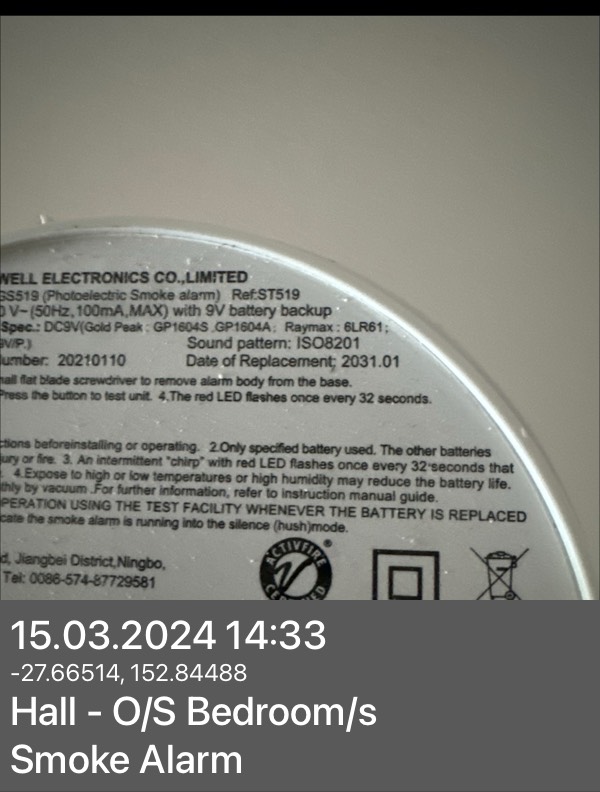 WELL ELECTRONICS CO.,LIMITED
GS519 (Photoelectric Smoke alarm) Ref:ST519
0 V~(50Hz, 100mA,MAX) with 9V battery backup
Spec.: DC9V(Gold Peak : GP1604S ,GP1604A ; Raymax : 6LR61;
9V/P.) Sound pattern: ISO8201
umber: 20210110 Date of Replacement; 2031.01
mall flat blade screwdriver to remove alarm body from the base.
Press the button to test unit. 4.The red LED flashes once every 32 seconds.
ctions beforeinstalling or operating. 2.Only specified battery used. The other batteries
jury or fire. 3. An intermittent "chirp" with red LED flashes once every 32 seconds that
4.Expose to high or low temperatures or high humidity may reduce the battery life.
thly by vacuum .For further information, refer to instruction manual guide.
PERATION USING THE TEST FACILITY WHENEVER THE BATTERY IS REPLACED
cate the smoke alarm is running into the silence (hush)mode.
d, Jiangbei District,Ningbo,
Tel: 0086-574-87729581
ACTIVFIRE ®
15.03.2024 14:33
-27.66514, 152.84488
Hall - O/S Bedroom/s
Smoke Alarm